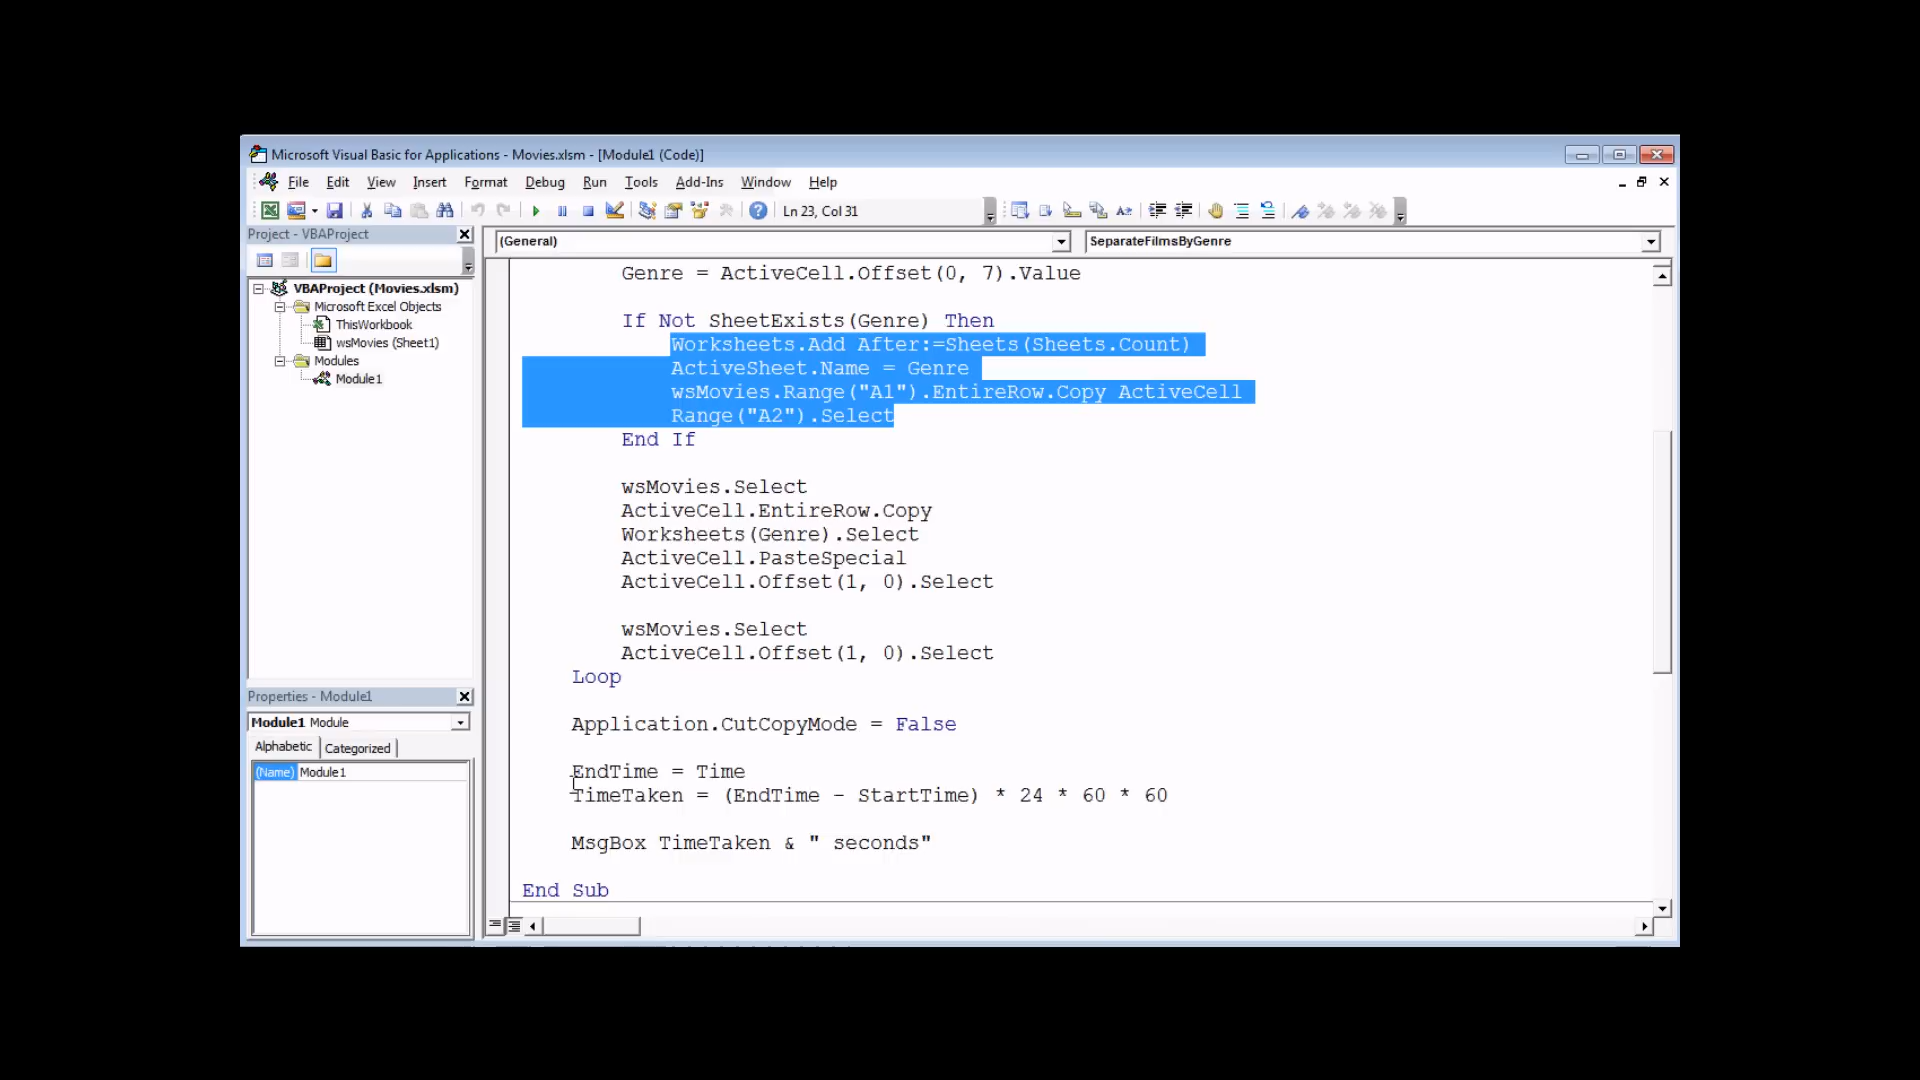 Microsoft Visual Basic for Applications - Movies.xlsm - [Module1 (Code)]
File Edit View Insert Format Debug Run Tools Add-Ins Window Help
Ln 23, Col 31
Project - VBAProject
VBAProject (Movies.xlsm)
Microsoft Excel Objects
ThisWorkbook
wsMovies (Sheet1)
Modules
Module1
Properties - Module1
Module1 Module
Alphabetic Categorized
(Name) Module1
(General) SeparateFilmsByGenre
Genre = ActiveCell.Offset(0, 7).Value
If Not SheetExists(Genre) Then
Worksheets.Add After:=Sheets(Sheets.Count)
ActiveSheet.Name = Genre
wsMovies.Range("A1").EntireRow.Copy ActiveCell
Range("A2").Select
End If
wsMovies.Select
ActiveCell.EntireRow.Copy
Worksheets(Genre).Select
ActiveCell.PasteSpecial
ActiveCell.Offset(1, 0).Select
wsMovies.Select
ActiveCell.Offset(1, 0).Select
Loop
Application.CutCopyMode = False
EndTime = Time
TimeTaken = (EndTime - StartTime) * 24 * 60 * 60
MsgBox TimeTaken & " seconds"
End Sub